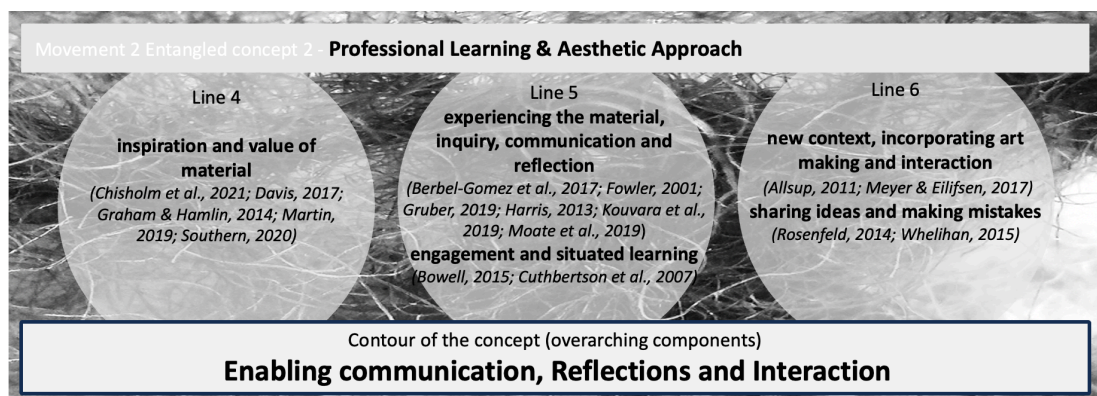 Movement 2 Entangled concept 2 - Professional Learning & Aesthetic Approach
Line 4
inspiration and value of
material
(Chisholm et al., 2021; Davis, 2017;
Graham & Hamlin, 2014; Martin,
2019; Southern, 2020)
Line 5
experiencing the material,
inquiry, communication and
reflection
(Berbel-Gomez et al., 2017; Fowler, 2001;
Gruber, 2019; Harris, 2013; Kouvara et al.,
2019; Moate et al., 2019)
engagement and situated learning
(Bowell, 2015; Cuthbertson et al., 2007)
Line 6
new context, incorporating art
making and interaction
(Allsup, 2011; Meyer & Eilifsen, 2017)
sharing ideas and making mistakes
(Rosenfeld, 2014; Whelihan, 2015)
Contour of the concept (overarching components)
Enabling communication, Reflections and Interaction